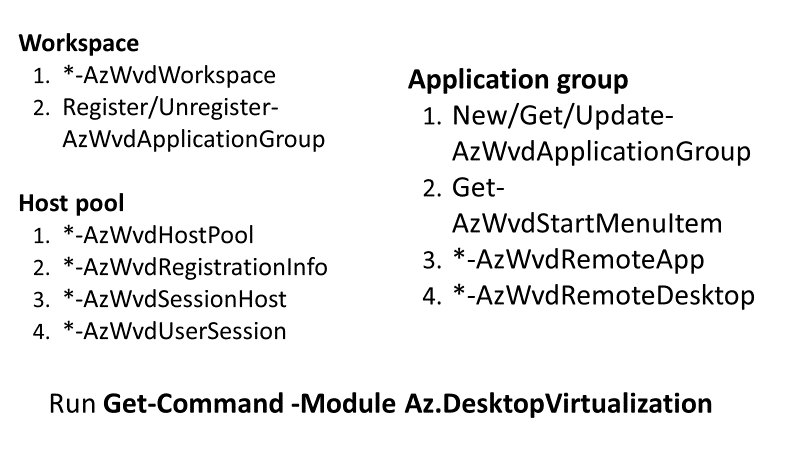 Workspace
1. *-AzWvdWorkspace
2. Register/Unregister-
AzWvdApplicationGroup
Host pool
1. *-AzWvdHostPool
2. *-AzWvdRegistrationInfo
3. *-AzWvdSessionHost
4. *-AzWvdUserSession
Application group
1. New/Get/Update-
AzWvdApplicationGroup
2. Get-
AzWvdStartMenuItem
3. *-AzWvdRemoteApp
4. *-AzWvdRemoteDesktop
Run Get-Command -Module Az.DesktopVirtualization